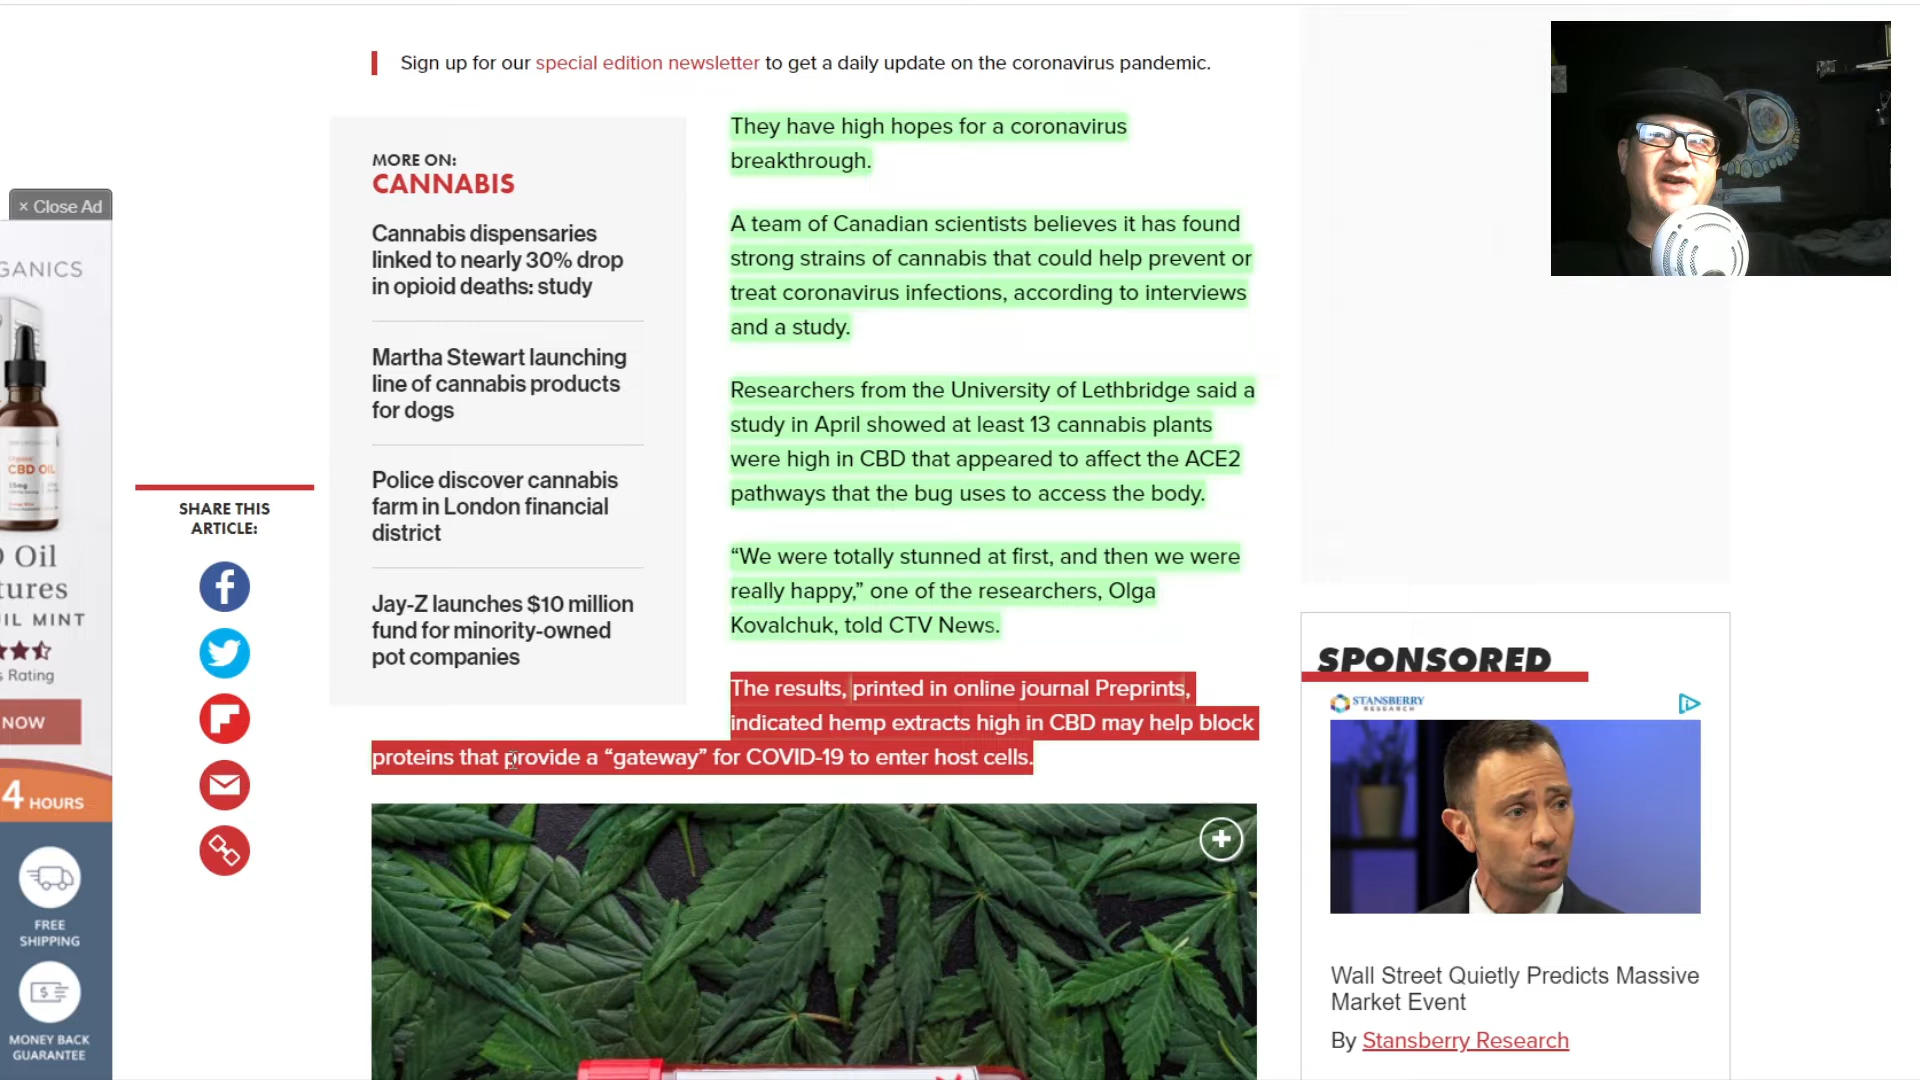 Sign up for our special edition newsletter to get a daily update on the coronavirus pandemic.
× Close Ad
GANICS
CBD OIL
D Oil
tures
IL MINT
s Rating
NOW
4 HOURS
FREE
SHIPPING
MONEY BACK
GUARANTEE
SHARE THIS
ARTICLE:
MORE ON:
CANNABIS
Cannabis dispensaries
linked to nearly 30% drop
in opioid deaths: study
Martha Stewart launching
line of cannabis products
for dogs
Police discover cannabis
farm in London financial
district
Jay-Z launches $10 million
fund for minority-owned
pot companies
They have high hopes for a coronavirus
breakthrough.
A team of Canadian scientists believes it has found
strong strains of cannabis that could help prevent or
treat coronavirus infections, according to interviews
and a study.
Researchers from the University of Lethbridge said a
study in April showed at least 13 cannabis plants
were high in CBD that appeared to affect the ACE2
pathways that the bug uses to access the body.
“We were totally stunned at first, and then we were
really happy,” one of the researchers, Olga
Kovalchuk, told CTV News.
The results, printed in online journal Preprints,
indicated hemp extracts high in CBD may help block
proteins that provide a “gateway” for COVID-19 to enter host cells.
SPONSORED
STANSBERRY
RESEARCH
Wall Street Quietly Predicts Massive
Market Event
By Stansberry Research